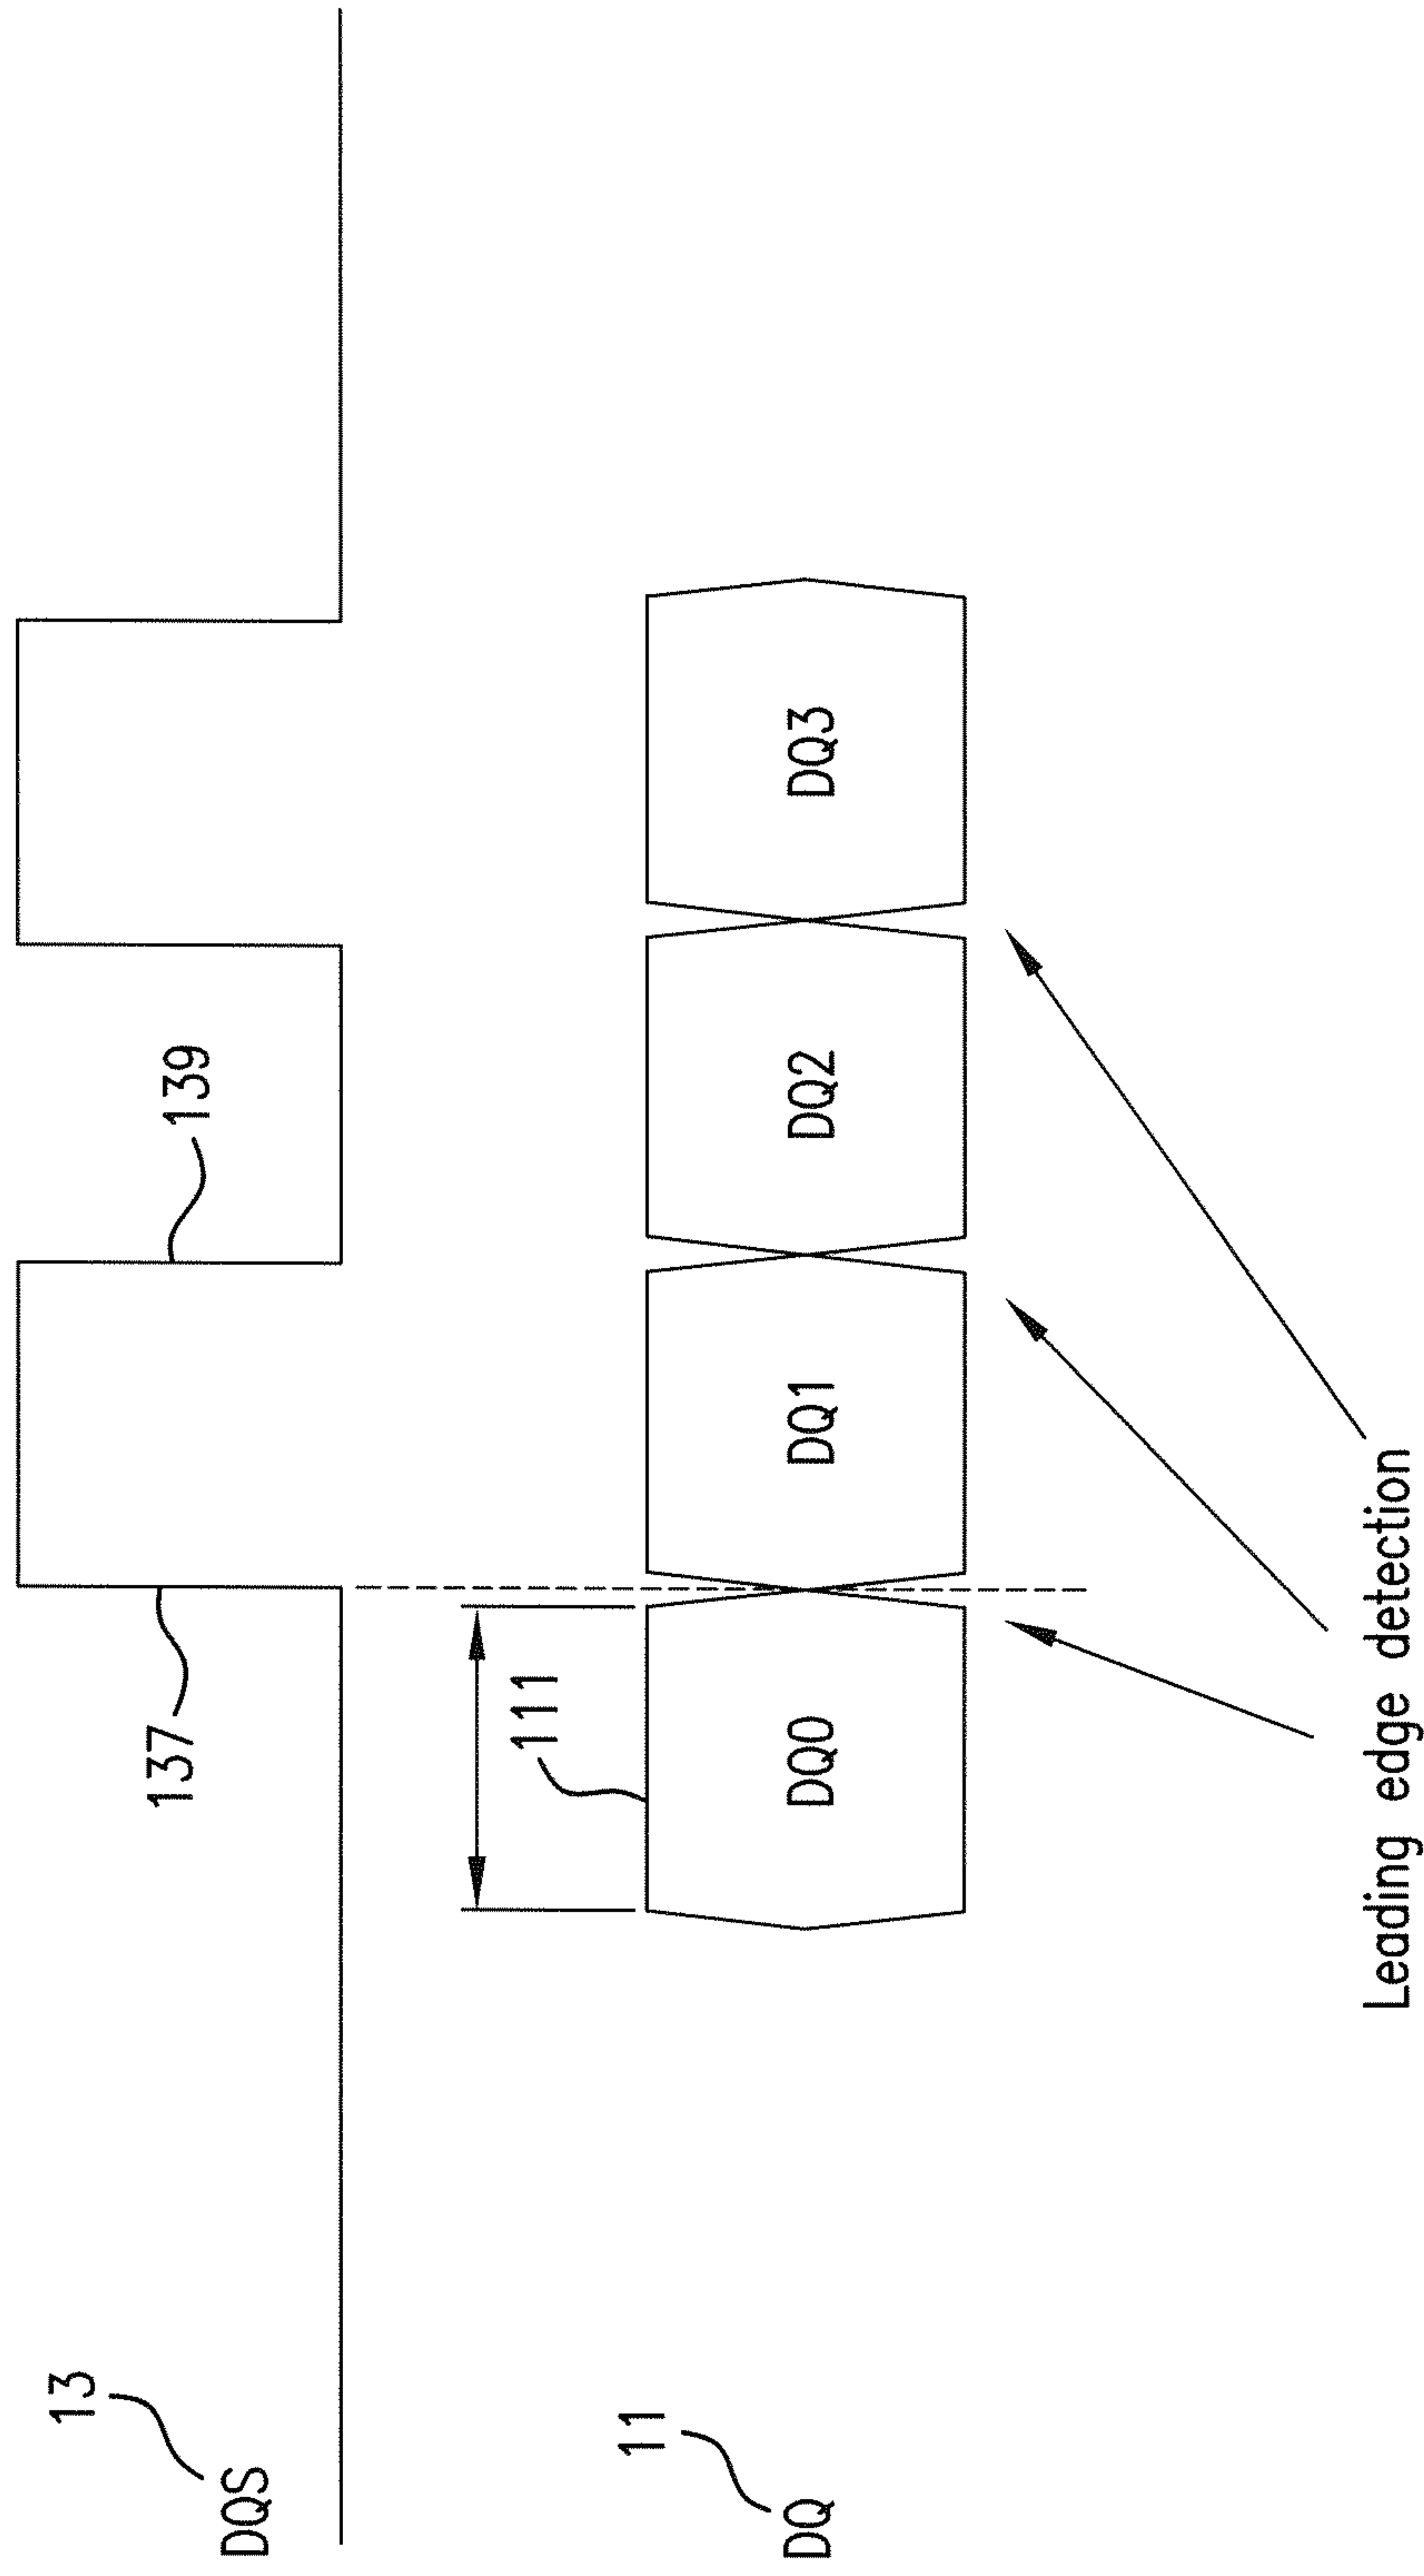 13
DQS
137
139
11
DQ
111
DQ0
DQ1
DQ2
DQ3
Leading edge detection